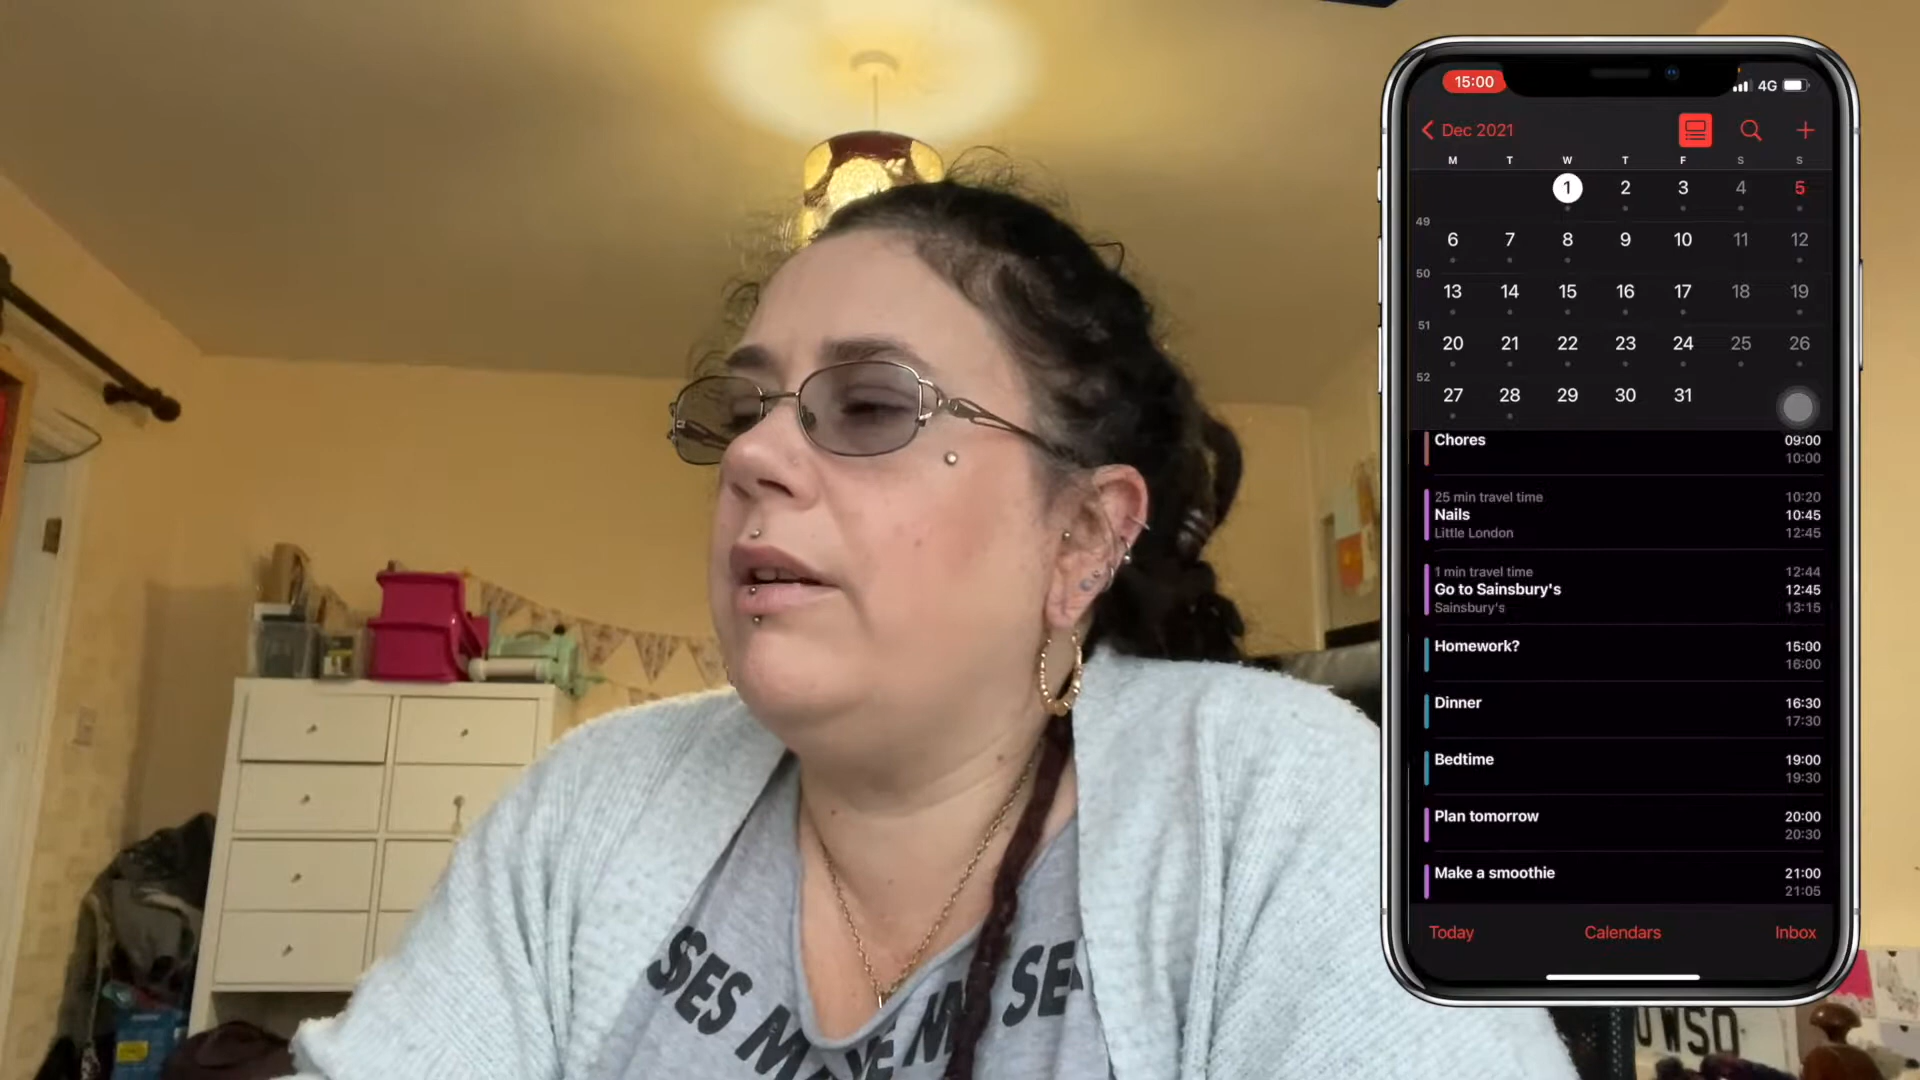 15:00
4G
Dec 2021
M T W T F S S
1 2 3 4 5
49
6 7 8 9 10 11 12
50
13 14 15 16 17 18 19
51
20 21 22 23 24 25 26
52
27 28 29 30 31
Chores 09:00
10:00
25 min travel time 10:20
Nails 10:45
Little London 12:45
1 min travel time 12:44
Go to Sainsbury's 12:45
Sainsbury's 13:15
Homework? 15:00
16:00
Dinner 16:30
17:30
Bedtime 19:00
19:30
Plan tomorrow 20:00
20:30
Make a smoothie 21:00
21:05
Today Calendars Inbox